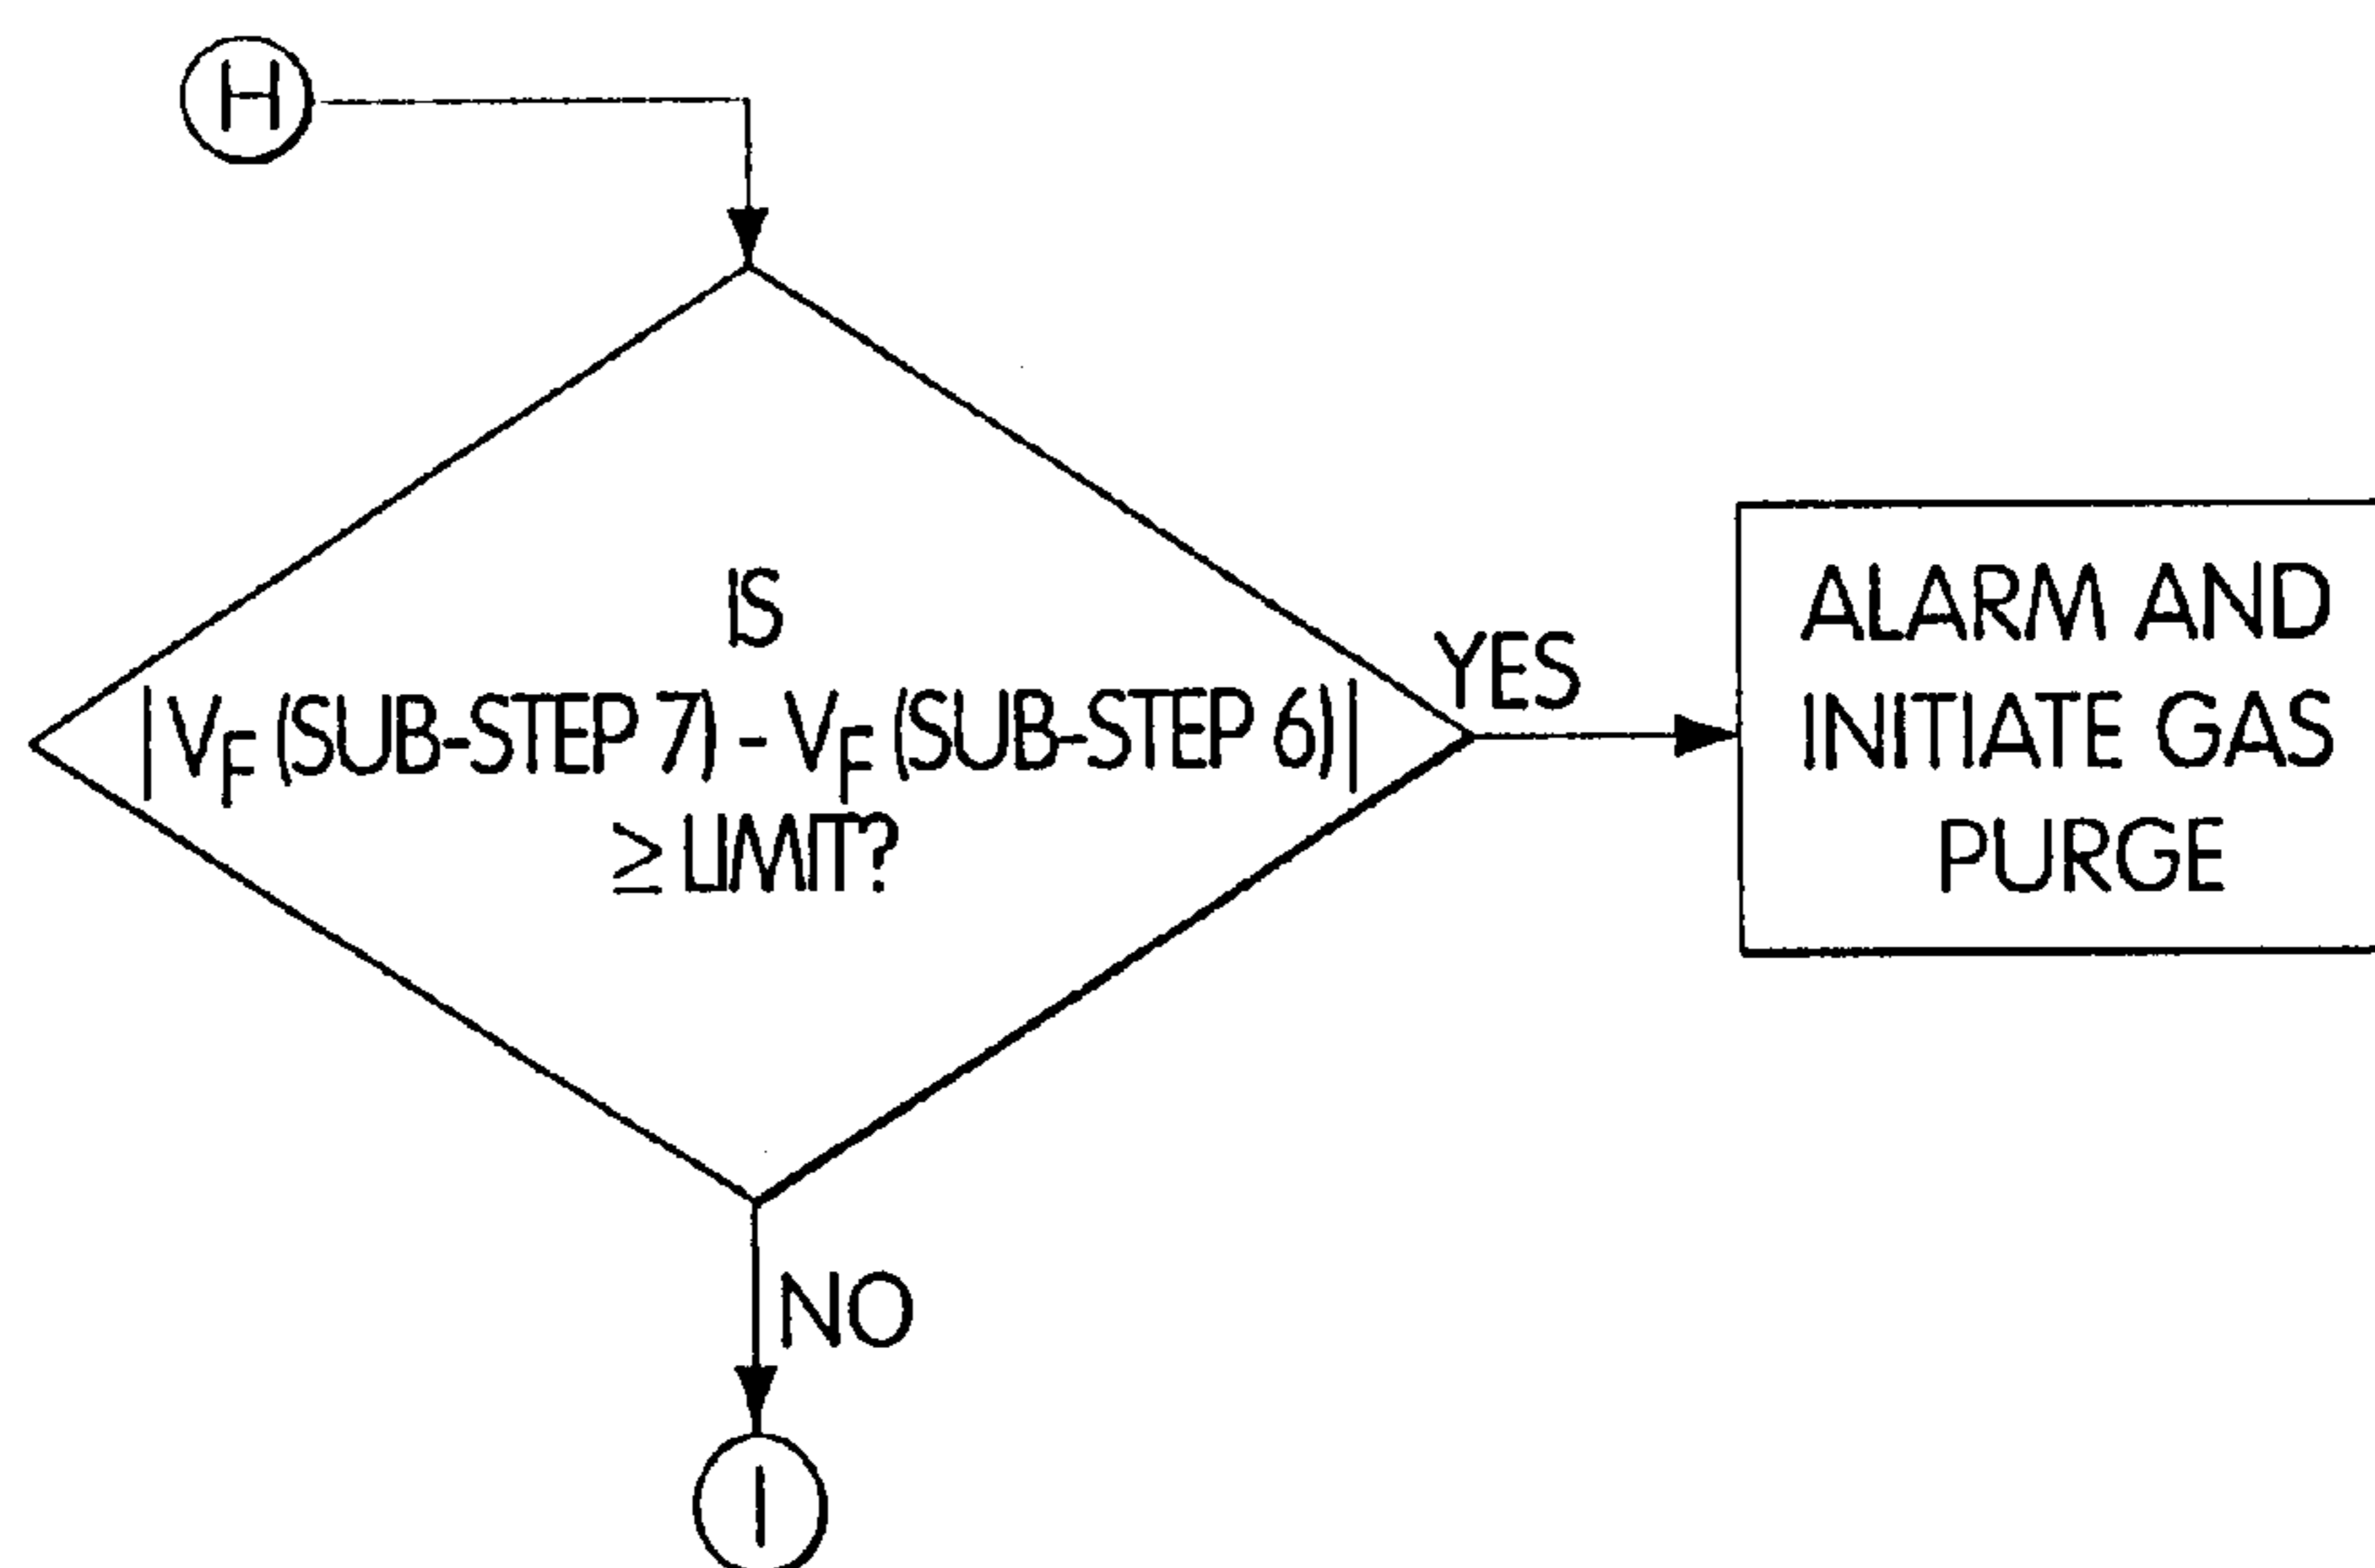 H
IS
|VF (SUB-STEP 7) - VF (SUB-STEP 6)|
≥ LIMIT?
YES
ALARM AND
INITIATE GAS
PURGE
NO
I